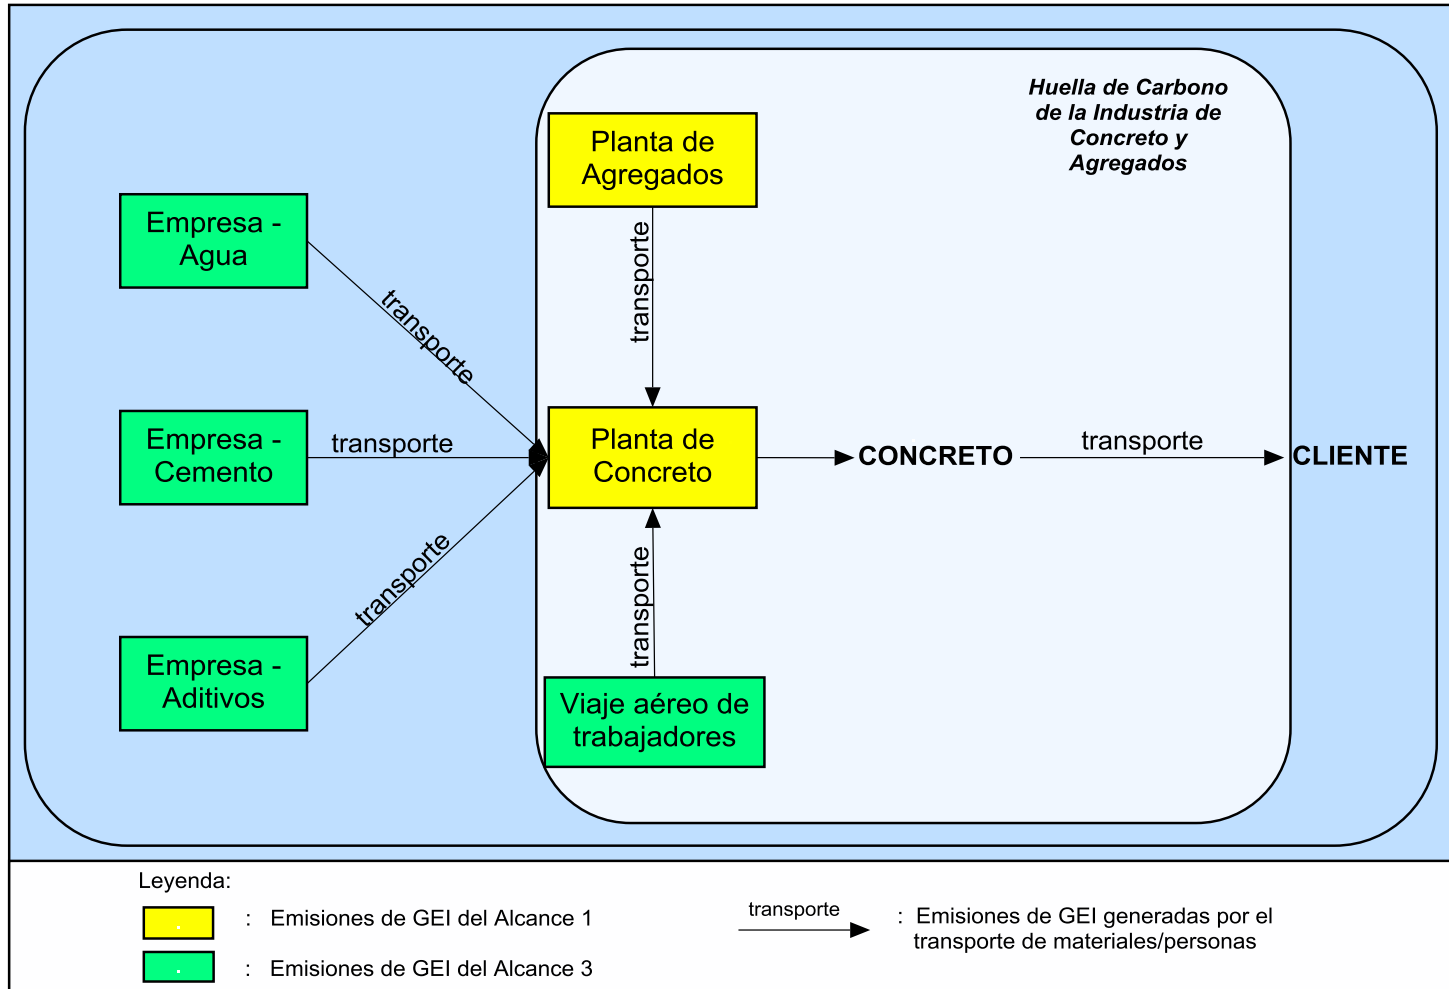 Huella de Carbono
de la Industria de
Concreto y
Agregados
Planta de
Agregados
Empresa -
Agua
transporte
transporte
Empresa -
Cemento
transporte
Planta de
Concreto
CONCRETO
transporte
CLIENTE
transporte
transporte
Empresa -
Aditivos
Viaje aéreo de
trabajadores
Leyenda:
: Emisiones de GEI del Alcance 1
: Emisiones de GEI del Alcance 3
transporte
: Emisiones de GEI generadas por el
transporte de materiales/personas